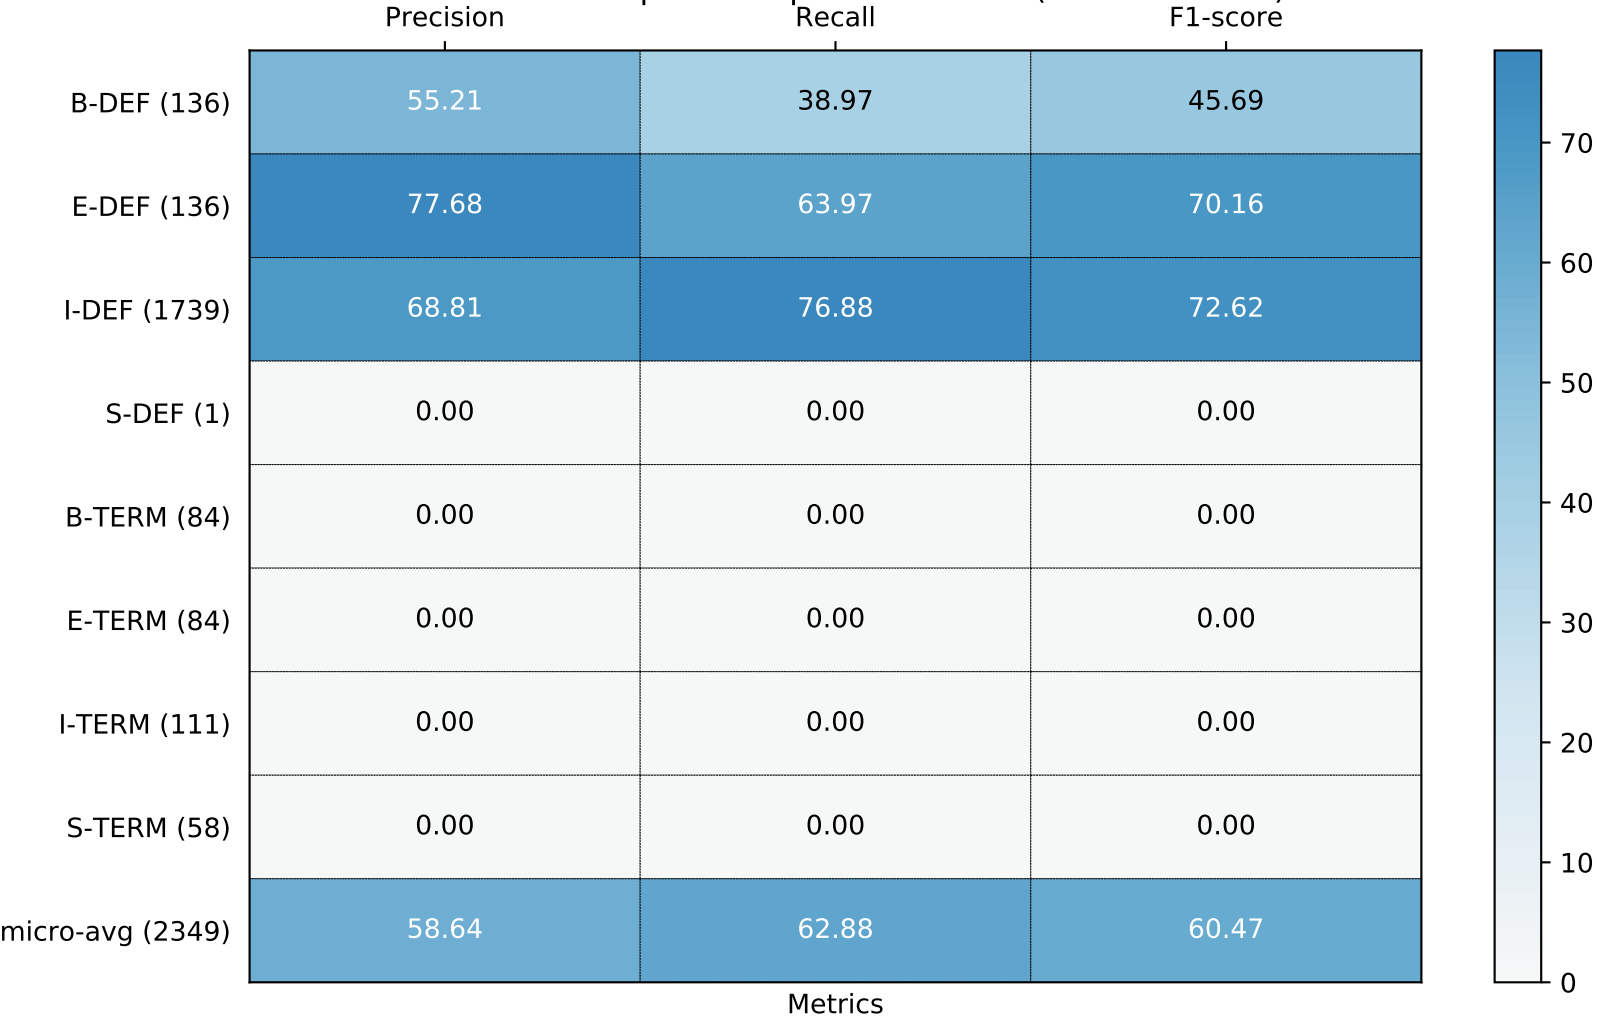 Precision Recall F1-score
B-DEF (136) 55.21 38.97 45.69
E-DEF (136) 77.68 63.97 70.16
I-DEF (1739) 68.81 76.88 72.62
S-DEF (1) 0.00 0.00 0.00
B-TERM (84) 0.00 0.00 0.00
E-TERM (84) 0.00 0.00 0.00
I-TERM (111) 0.00 0.00 0.00
S-TERM (58) 0.00 0.00 0.00
micro-avg (2349) 58.64 62.88 60.47
Metrics
70
60
50
40
30
20
10
0